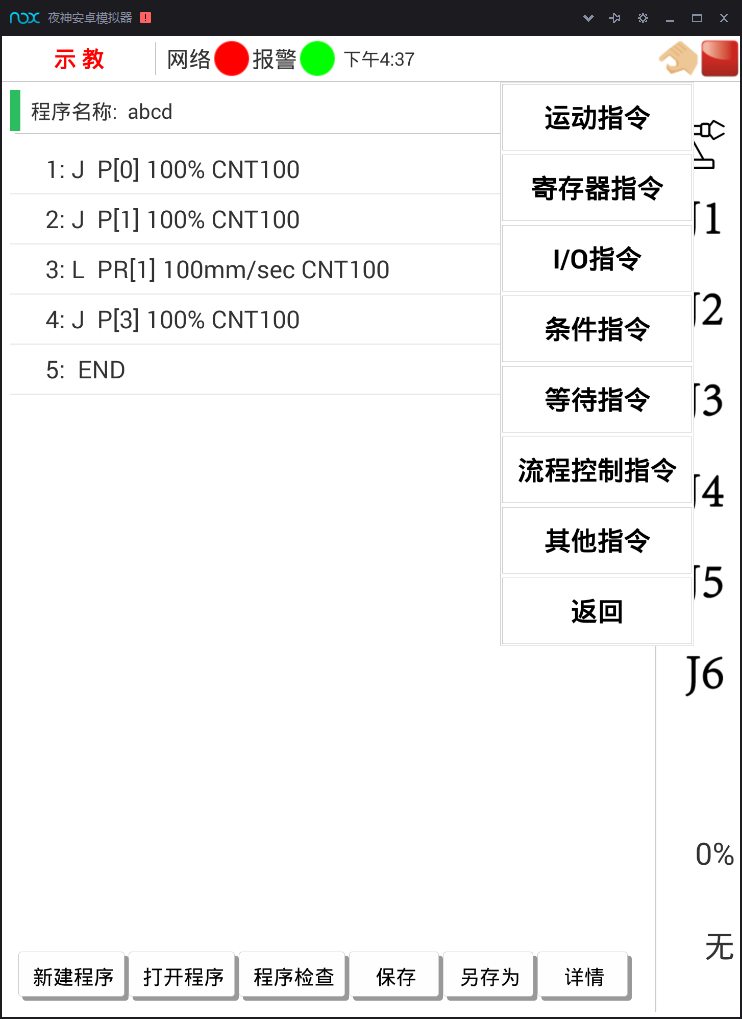 nox 夜神安卓模拟器
示教 网络 报警 下午4:37
程序名称: abcd
1: J P[0] 100% CNT100
2: J P[1] 100% CNT100
3: L PR[1] 100mm/sec CNT100
4: J P[3] 100% CNT100
5: END
运动指令
寄存器指令
I/O指令
条件指令
等待指令
流程控制指令
其他指令
返回
J1
J2
J3
J4
J5
J6
0%
无
新建程序 打开程序 程序检查 保存 另存为 详情